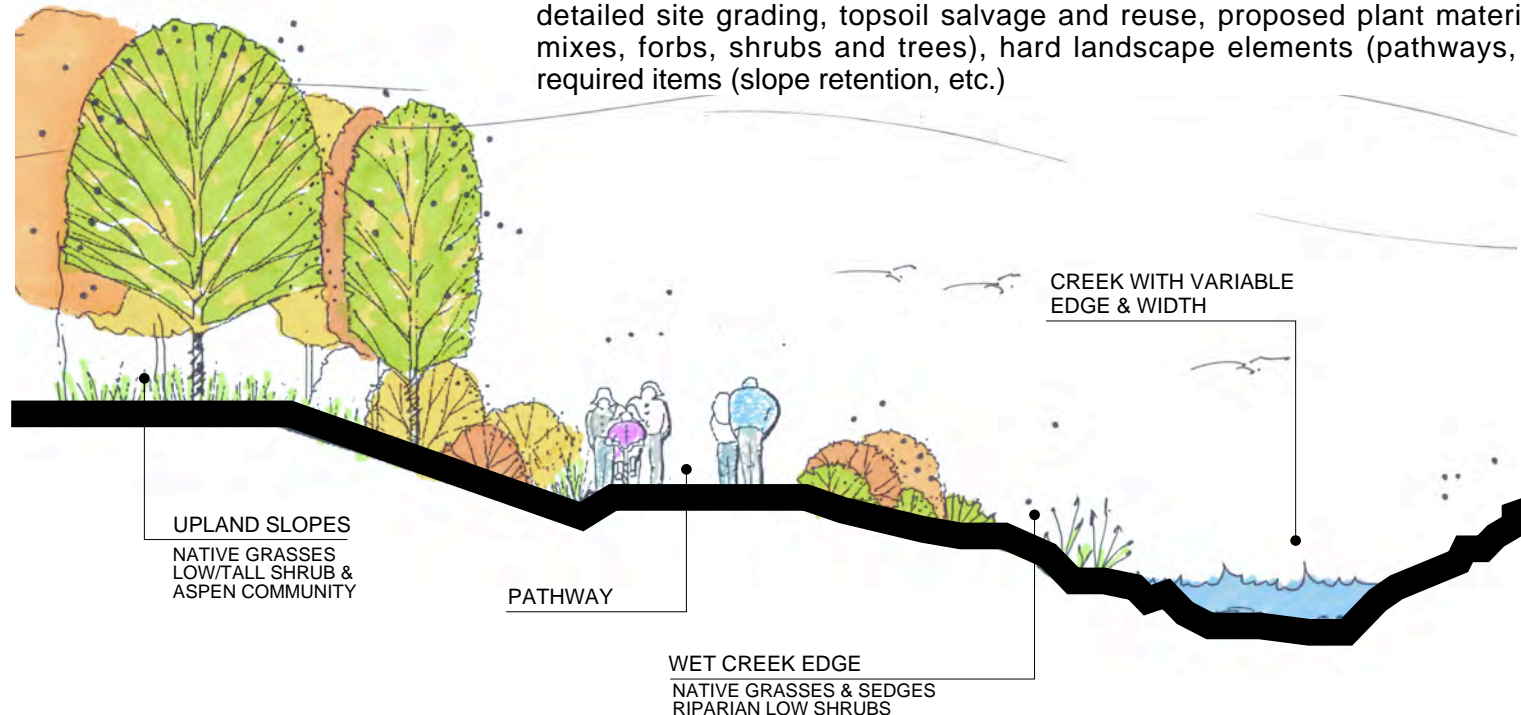 detailed site grading, topsoil salvage and reuse, proposed plant materi
mixes, forbs, shrubs and trees), hard landscape elements (pathways,
required items (slope retention, etc.)
CREEK WITH VARIABLE
EDGE & WIDTH
UPLAND SLOPES
NATIVE GRASSES
LOW/TALL SHRUB &
ASPEN COMMUNITY
PATHWAY
WET CREEK EDGE
NATIVE GRASSES & SEDGES
RIPARIAN LOW SHRUBS